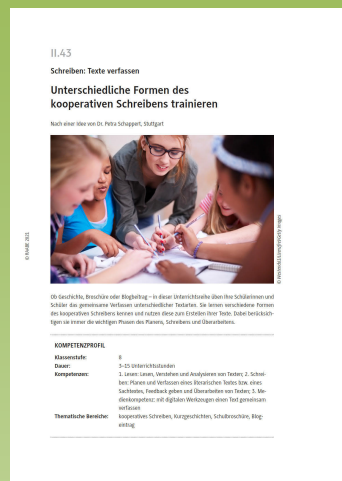 II.43
Schreiben: Texte verfassen
Unterschiedliche Formen des
kooperativen Schreibens trainieren
Nach einer Idee von Dr. Petra Schappert, Stuttgart
© RAABE 2021
Ob Geschichte, Broschüre oder Blogbeitrag – in dieser Unterrichtsreihe üben Ihre Schülerinnen und
Schüler das gemeinsame Verfassen unterschiedlicher Textarten. Sie lernen verschiedene Formen
des kooperativen Schreibens kennen und nutzen diese zum Erstellen ihrer Texte. Dabei berücksich-
tigen sie immer die wichtigen Phasen des Planens, Schreibens und Überarbeitens.
KOMPETENZPROFIL
Klassenstufe: 8
Dauer: 3–15 Unterrichtsstunden
Kompetenzen: 1. Lesen: Lesen, Verstehen und Analysieren von Texten; 2. Schrei-
ben: Planen und Verfassen eines literarischen Textes bzw. eines
Sachtextes, Feedback geben und Überarbeiten von Texten; 3. Me-
dienkompetenz: mit digitalen Werkzeugen einen Text gemeinsam
verfassen
Thematische Bereiche: kooperatives Schreiben, Kurzgeschichten, Schulbroschüre, Blog-
eintrag